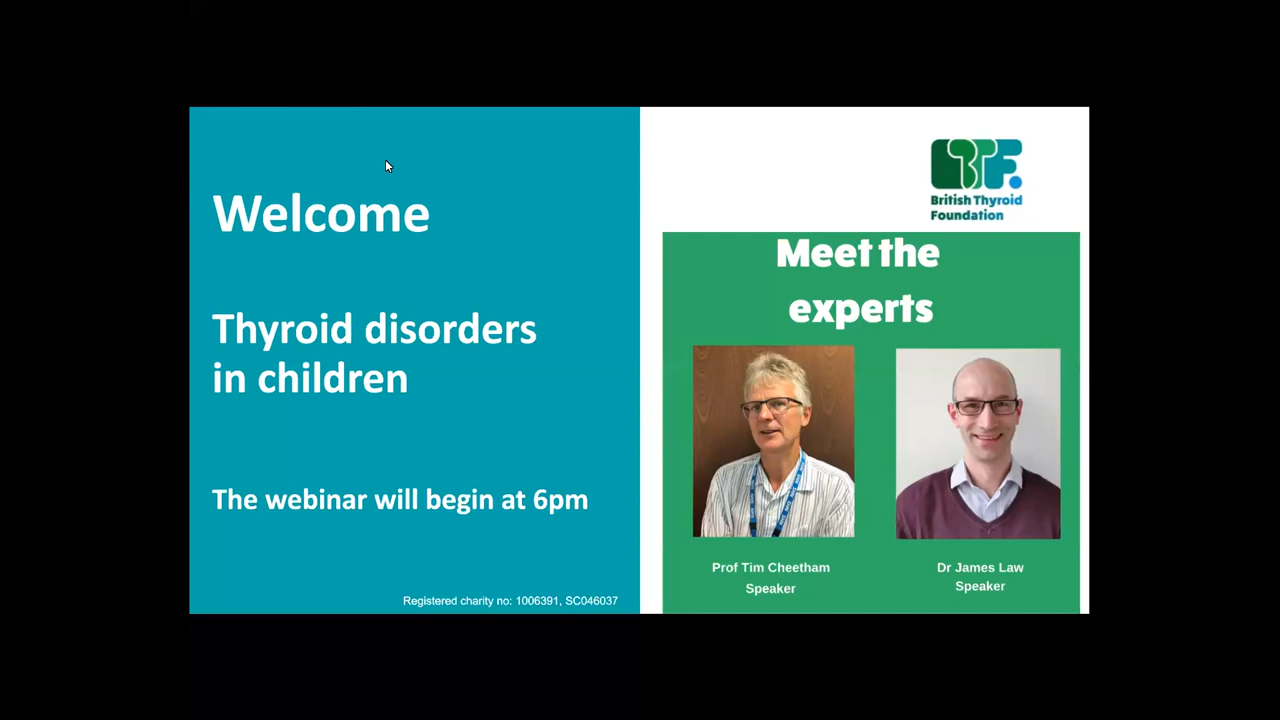 Welcome
Thyroid disorders
in children
The webinar will begin at 6pm
Registered charity no: 1006391, SC046037
BTF.
British Thyroid
Foundation
Meet the
experts
Prof Tim Cheetham
Speaker
Dr James Law
Speaker